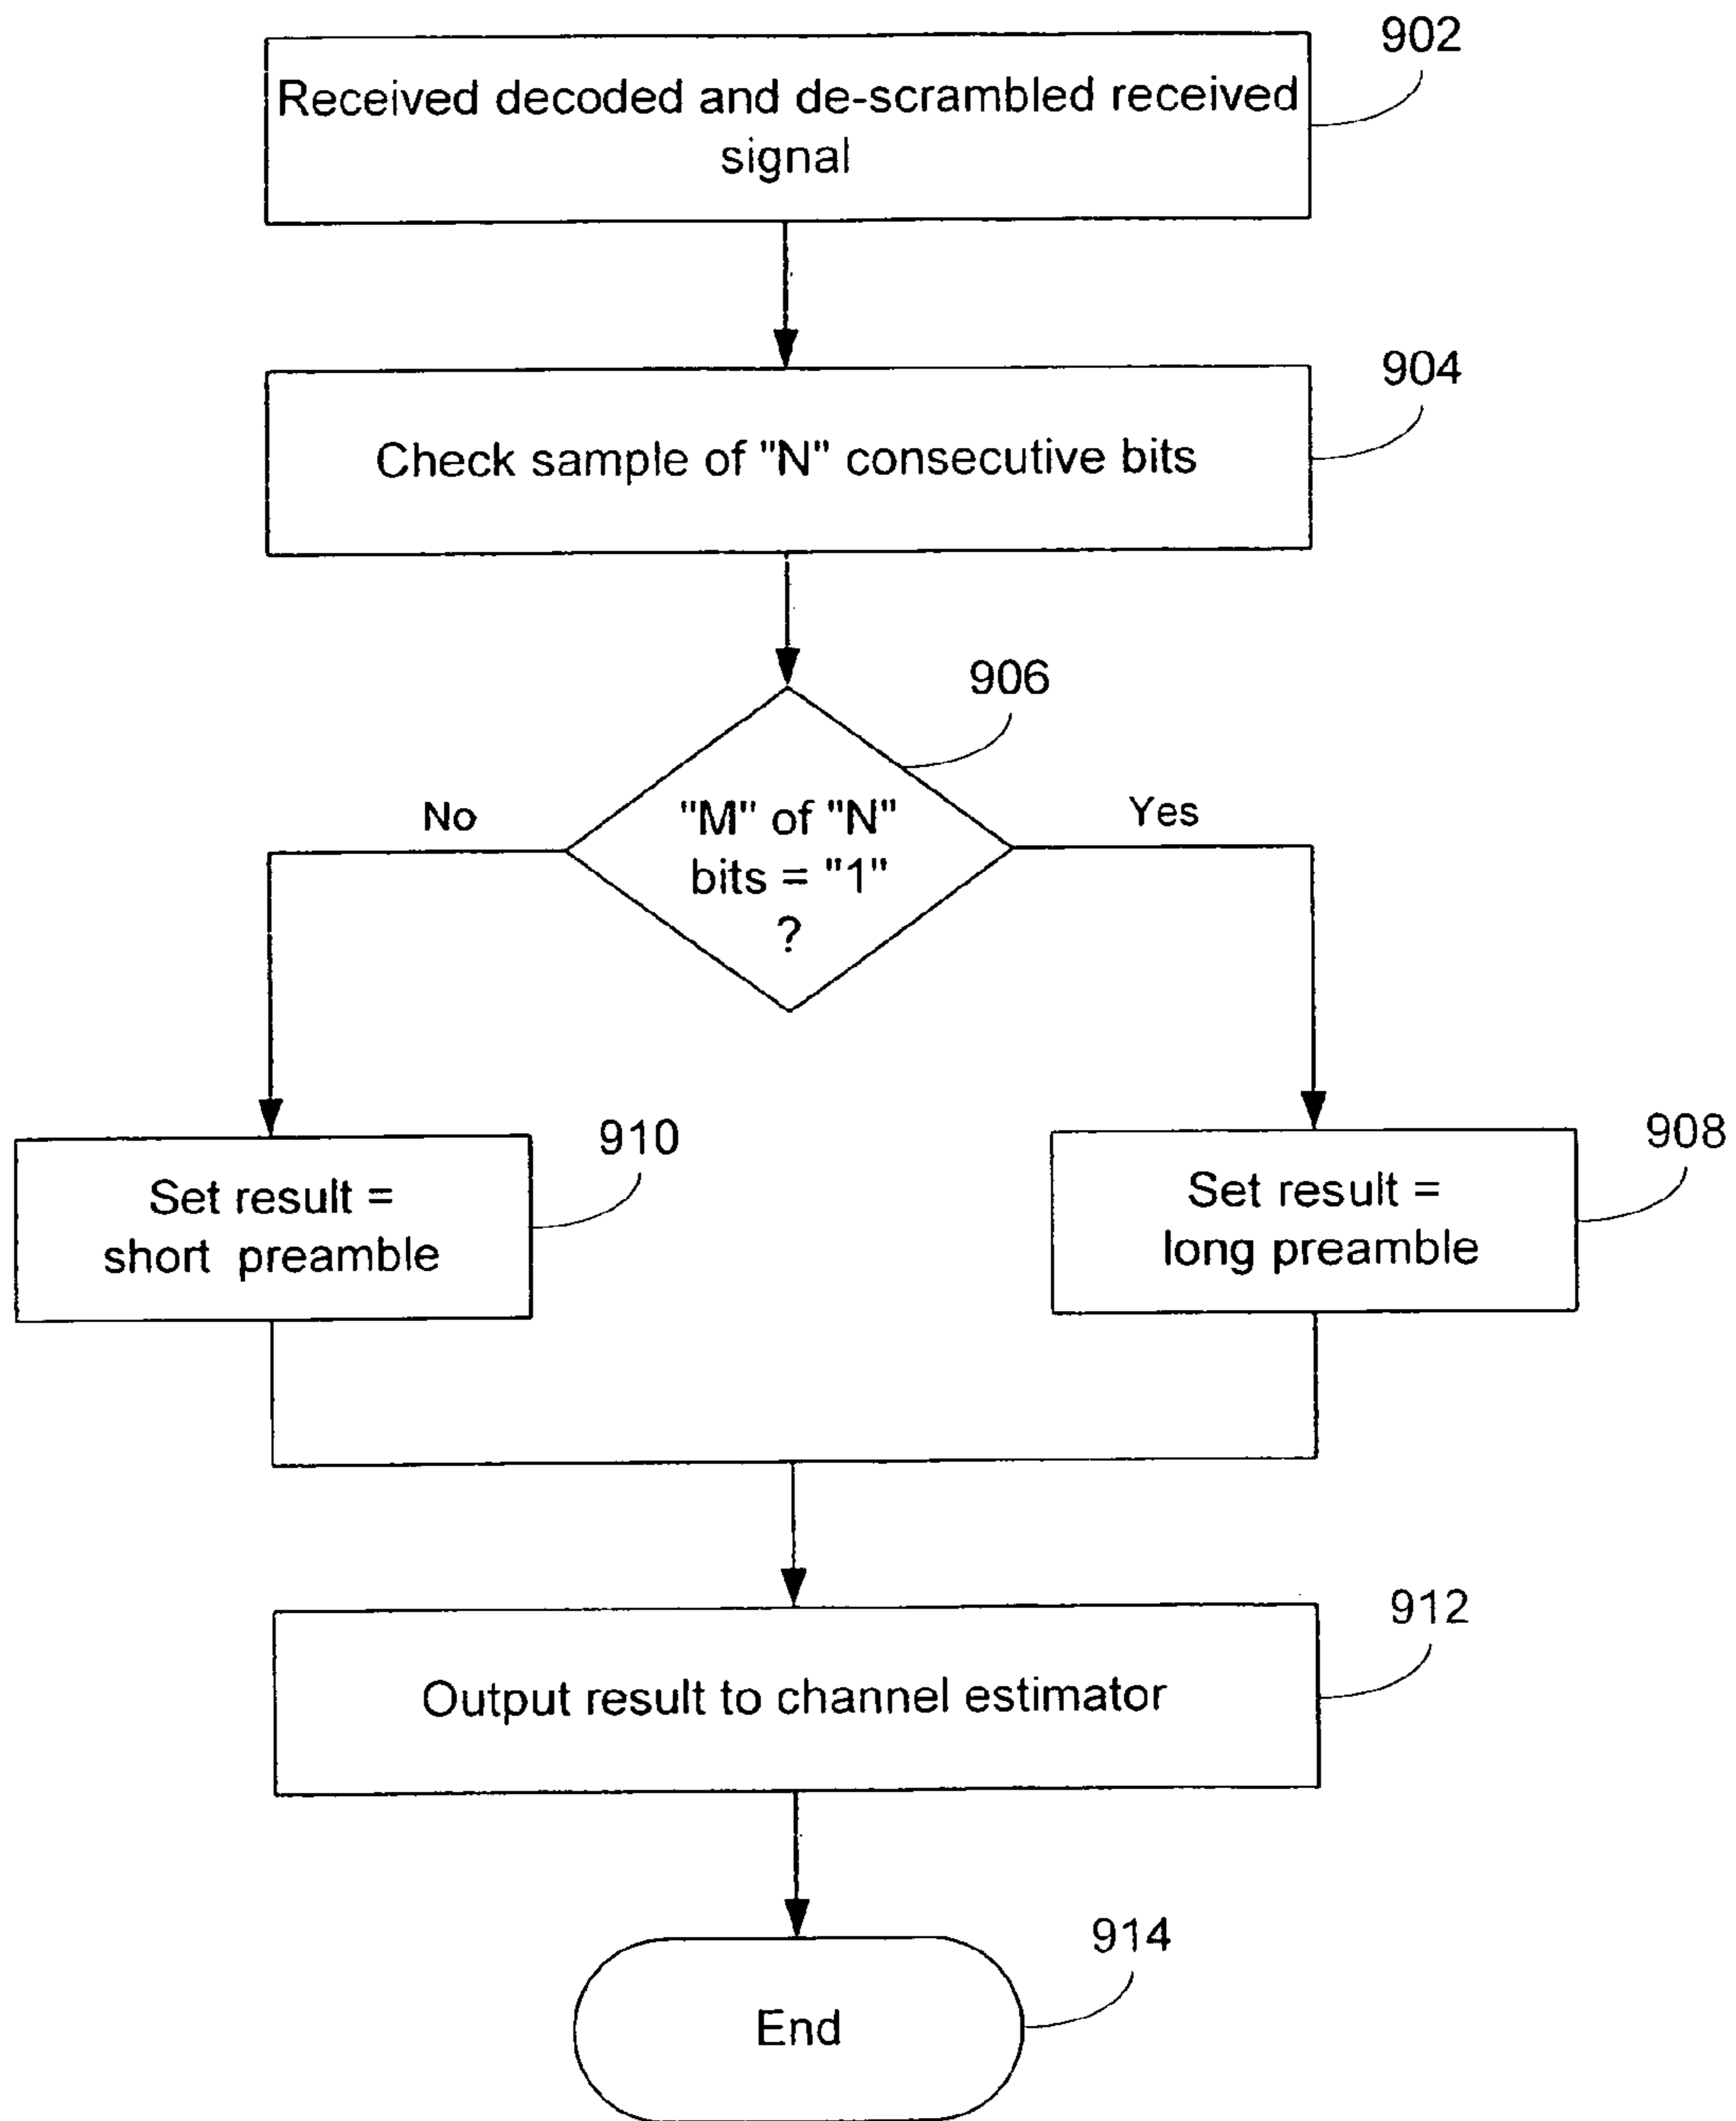 902
Received decoded and de-scrambled received
signal
904
Check sample of "N" consecutive bits
906
No
"M" of "N"
bits = "1"
?
Yes
910
Set result =
short preamble
908
Set result =
long preamble
912
Output result to channel estimator
914
End